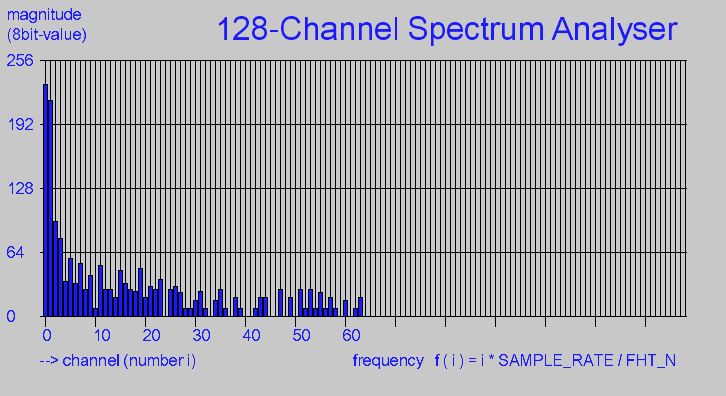 magnitude
(8bit-value)
128-Channel Spectrum Analyser
256
192
128
64
0
0 10 20 30 40 50 60
--> channel (number i)
frequency f ( i ) = i * SAMPLE_RATE / FHT_N